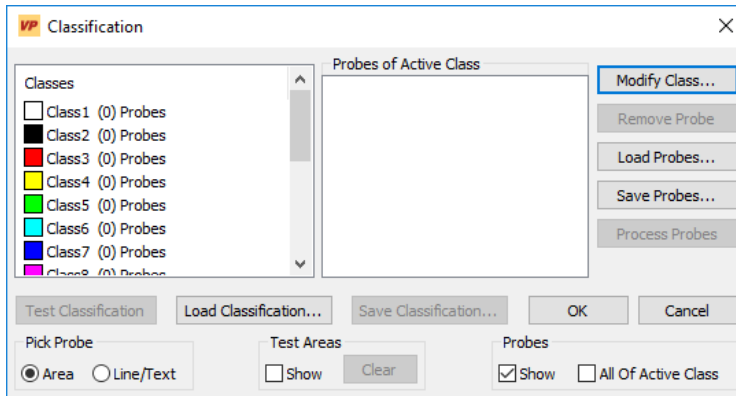 VP Classification
Probes of Active Class
Classes
Class1 (0) Probes
Class2 (0) Probes
Class3 (0) Probes
Class4 (0) Probes
Class5 (0) Probes
Class6 (0) Probes
Class7 (0) Probes
Class8 (0) Probes
Modify Class...
Remove Probe
Load Probes...
Save Probes...
Process Probes
Test Classification Load Classification... Save Classification... OK Cancel
Pick Probe Test Areas Probes
Area Line/Text Show Clear Show All Of Active Class